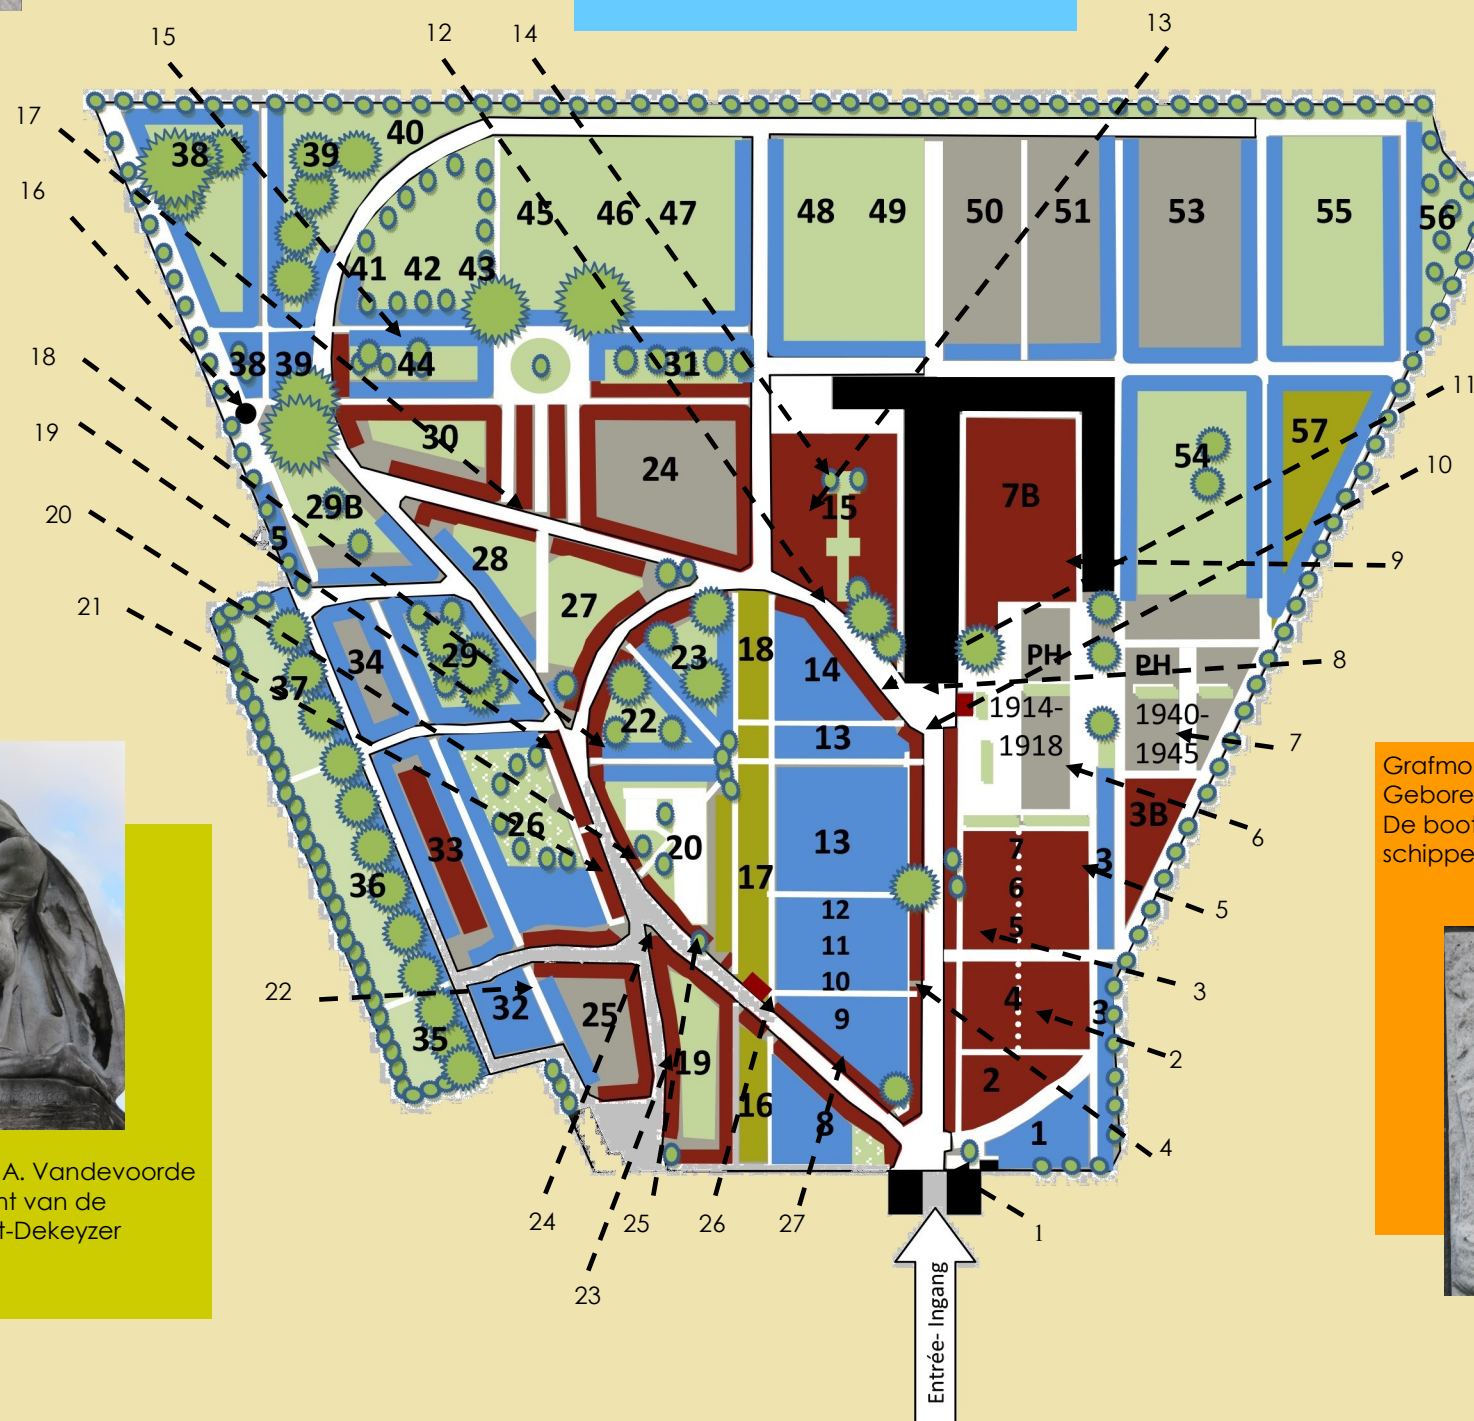 12 14 13
15
17
40
38 39
16
45 46 47 48 49 50 51 53 55 56
41 42 43
18 38 39 44 31
11
19 30 57
24 54 10
29B 15 7B
20 5
28 9
21 27
34 29 23 18 14 PH PH 8
37 1914-
1918 1940-
1945
22 13 7
Grafmo
Gebore
De boot
schippe
3B
33 26 20 13 7 3 6
36 17 6
12 5 5
11
22 32 10 4 3 3
25 9
35 19 2 2
16 8 1
4
A. Vandevoorde
nt van de
t-Dekeyzer
24 25 26 27 1
23
Entrée- Ingang